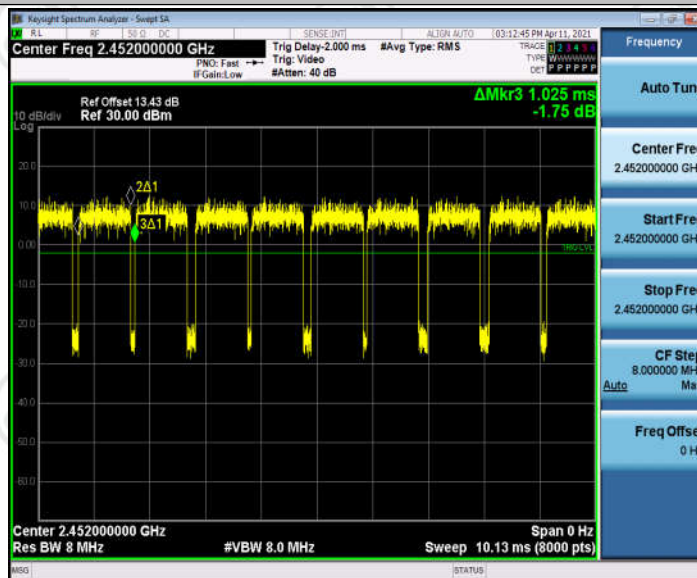 Keysight Spectrum Analyzer - Swept SA
RL RF 50 Ω DC SENSE:INT ALIGN AUTO 03:12:45 PM Apr 11, 2021
Center Freq 2.452000000 GHz
PNO: Fast
IFGain:Low
Trig Delay-2.000 ms
Trig: Video
#Atten: 40 dB
#Avg Type: RMS
TRACE 1 2 3 4 5 6
TYPE WWWWWW
DET P P P P P P
Frequency
Auto Tun
Center Fre
2.452000000 GH
Start Fre
2.452000000 GH
Stop Fre
2.452000000 GH
CF Step
8.000000 MH
Auto Ma
Freq Offse
0 H
ΔMkr3 1.025 ms
-1.75 dB
Ref Offset 13.43 dB
10 dB/div Ref 30.00 dBm
Log
20.0
10.0
0.00
-10.0
-20.0
-30.0
-40.0
-50.0
-60.0
2Δ1
3Δ1
TRIG LVL
Center 2.452000000 GHz Span 0 Hz
Res BW 8 MHz #VBW 8.0 MHz Sweep 10.13 ms (8000 pts)
MSG STATUS